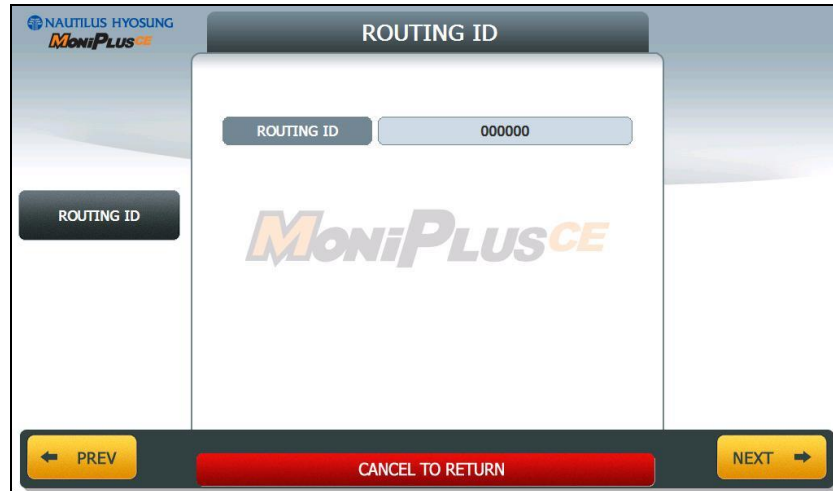 NAUTILUS HYOSUNG
MONiPLUSCE
ROUTING ID
ROUTING ID
000000
ROUTING ID
MONiPLUSCE
PREV
CANCEL TO RETURN
NEXT